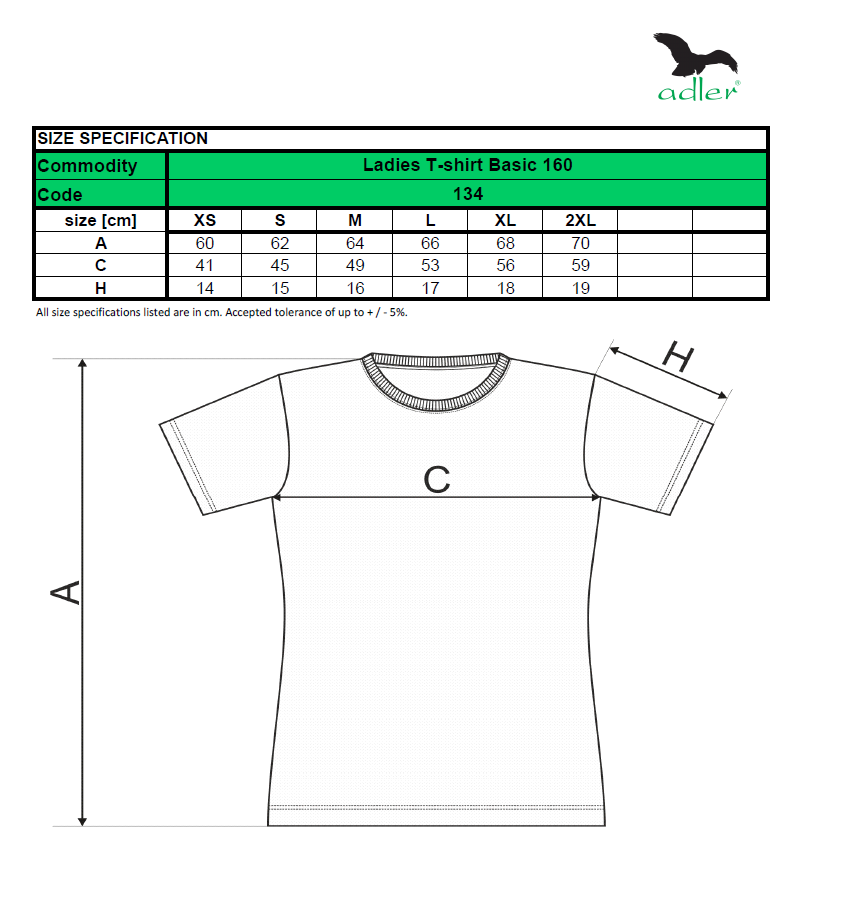 adler®
SIZE SPECIFICATION
Commodity Ladies T-shirt Basic 160
Code 134
size [cm] XS S M L XL 2XL
A 60 62 64 66 68 70
C 41 45 49 53 56 59
H 14 15 16 17 18 19
All size specifications listed are in cm. Accepted tolerance of up to + / - 5%.
H
C
A